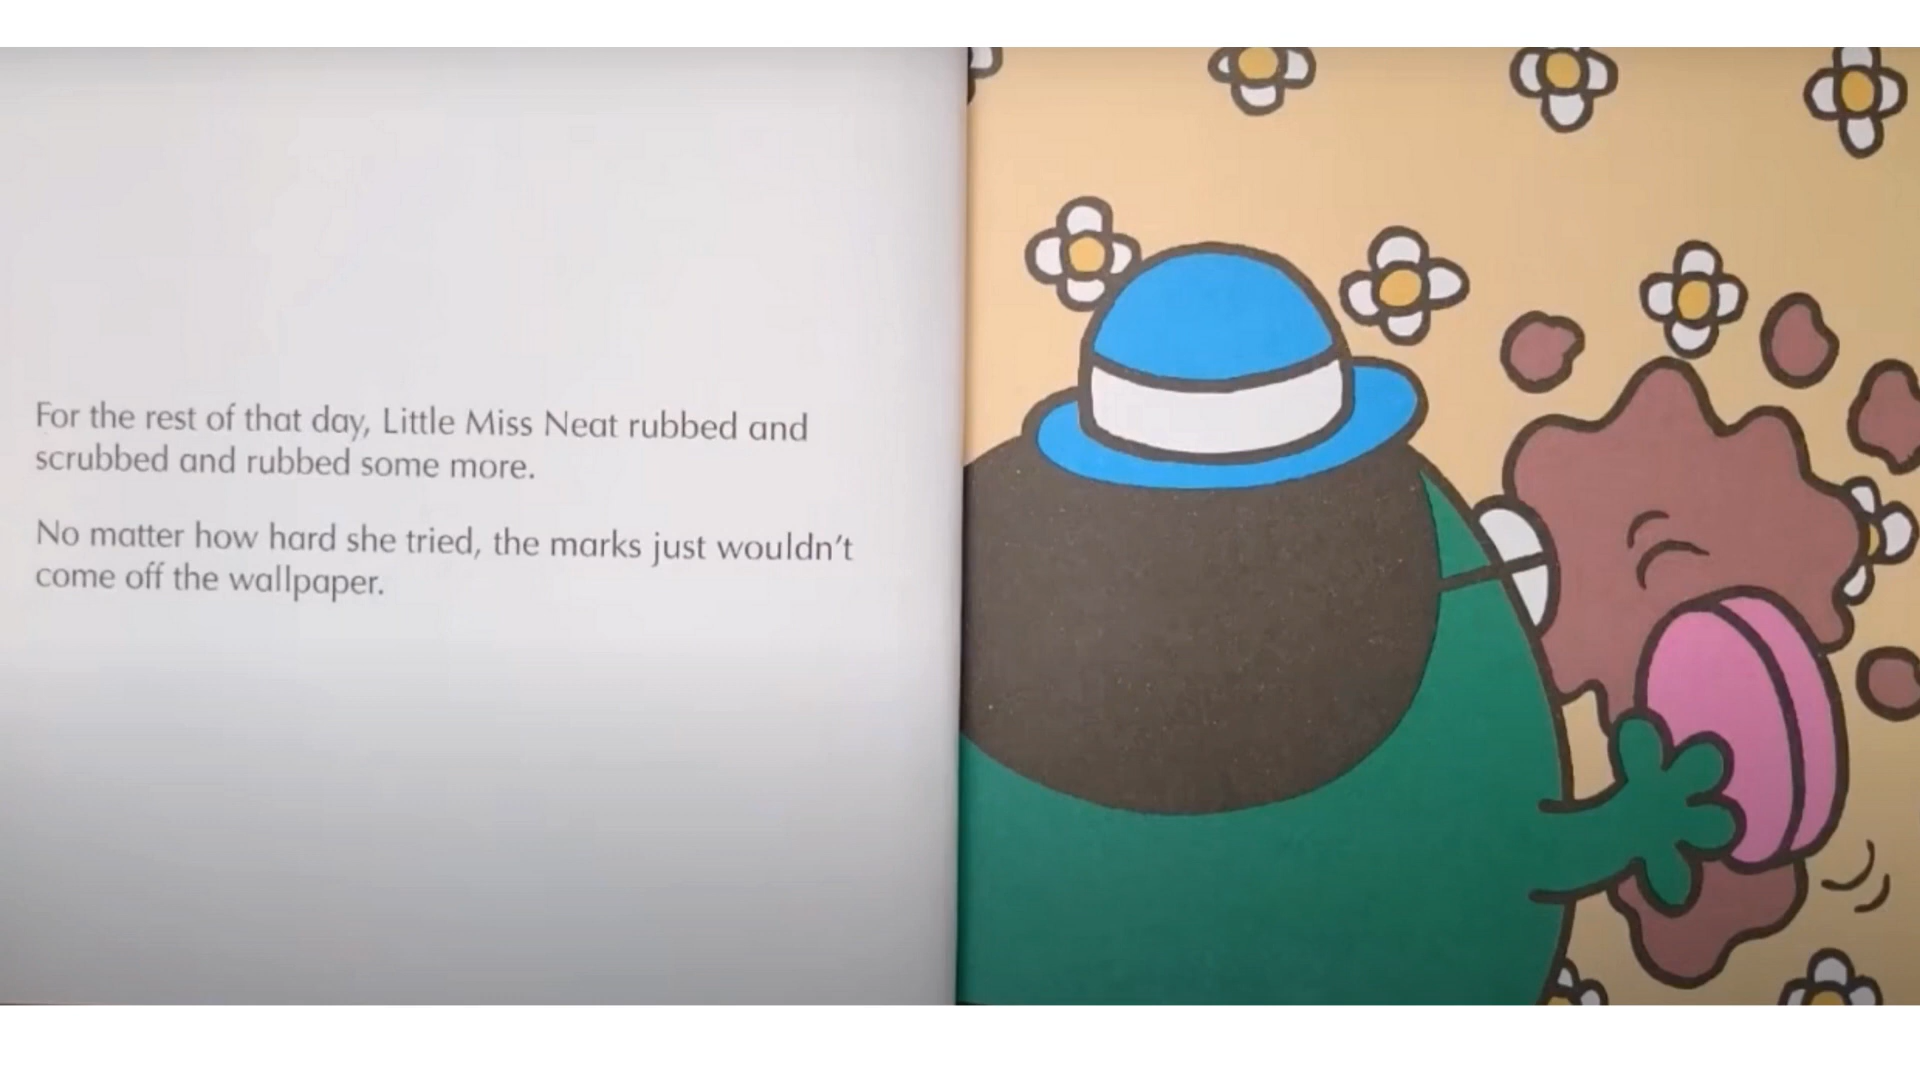 For the rest of that day, Little Miss Neat rubbed and
scrubbed and rubbed some more.
No matter how hard she tried, the marks just wouldn't
come off the wallpaper.